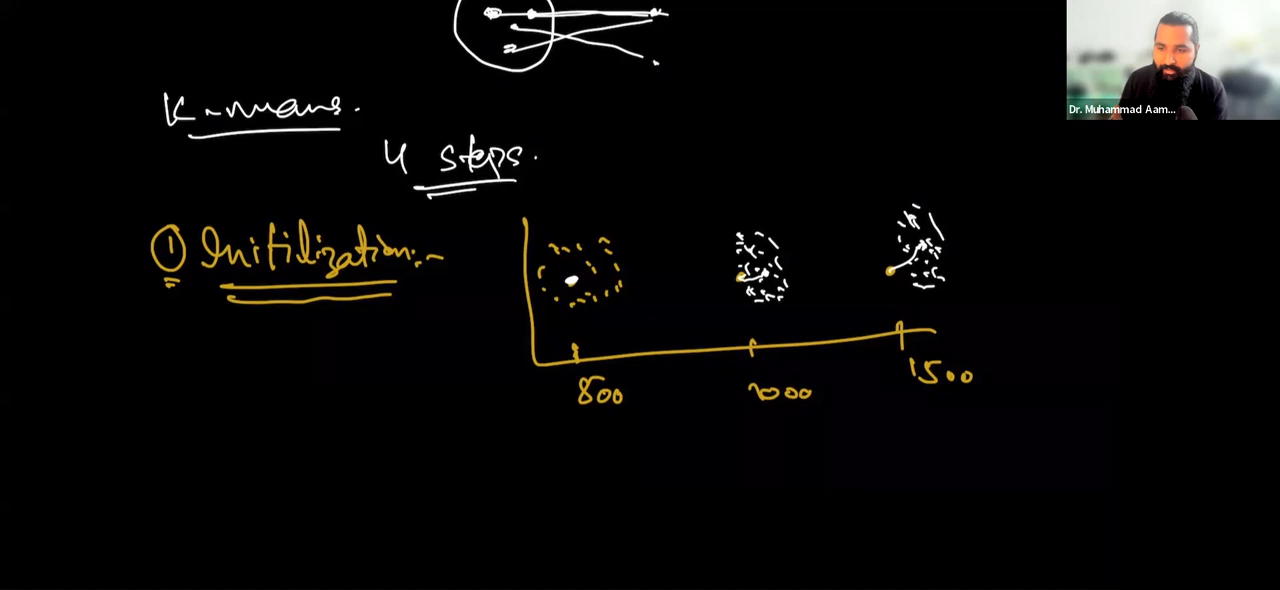 Dr. Muhammad Aam...
K-means.
4 steps.
① Initilization:-
800
1000
1500